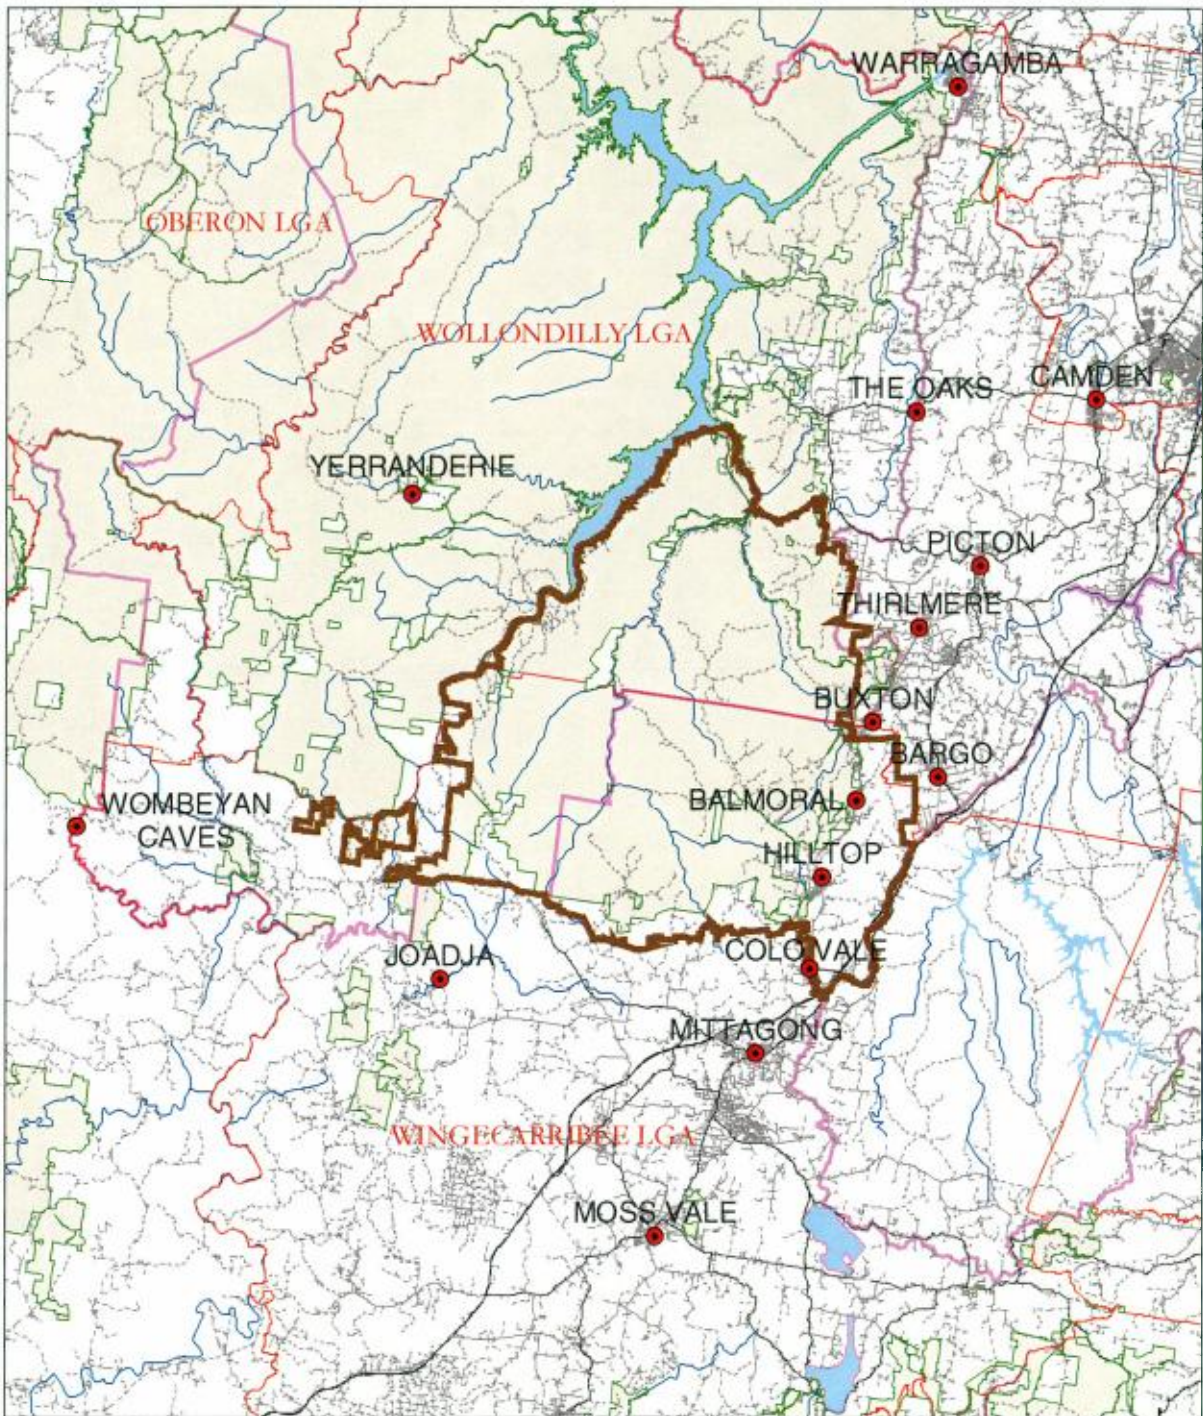 WARRAGAMBA
OBERON LGA
WOLLONDILLY LGA
THE OAKS
CAMDEN
YERRANDERIE
PICTON
THIRLMERE
BUXTON
BARGO
WOMBEYAN
CAVES
BALMORAL
HILLTOP
JOADJA
COLO VALE
MITTAGONG
WINGECARRIBEE LGA
MOSS VALE